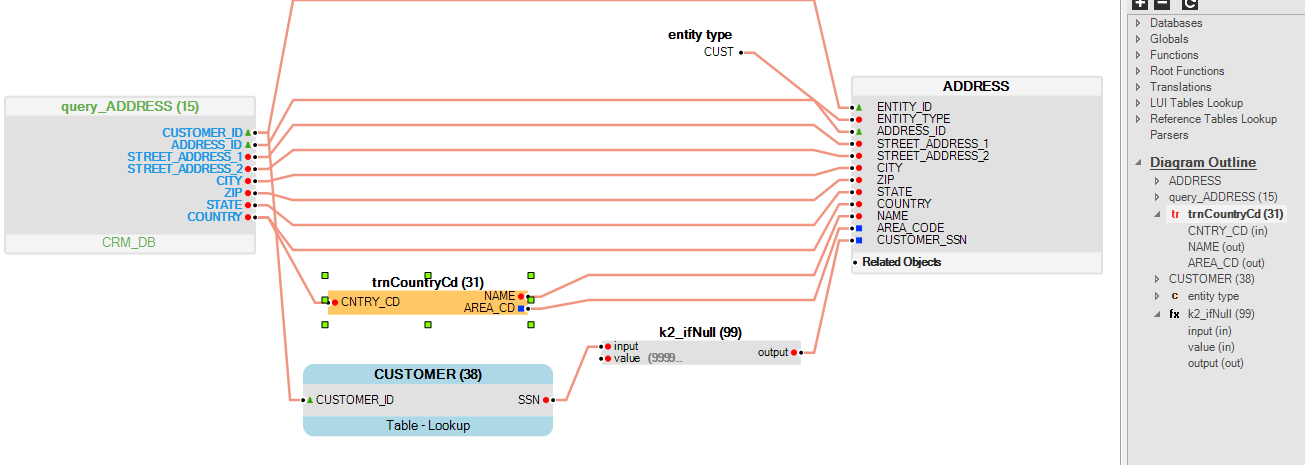 entity type
CUST
query_ADDRESS (15)
CUSTOMER_ID
ADDRESS_ID
STREET_ADDRESS_1
STREET_ADDRESS_2
CITY
ZIP
STATE
COUNTRY
CRM_DB
ADDRESS
ENTITY_ID
ENTITY_TYPE
ADDRESS_ID
STREET_ADDRESS_1
STREET_ADDRESS_2
CITY
ZIP
STATE
COUNTRY
NAME
AREA_CODE
CUSTOMER_SSN
Related Objects
trnCountryCd (31)
CNTRY_CD
NAME
AREA_CD
k2_ifNull (99)
input
value (9999...
output
CUSTOMER (38)
CUSTOMER_ID
SSN
Table - Lookup
Databases
Globals
Functions
Root Functions
Translations
LUI Tables Lookup
Reference Tables Lookup
Parsers
Diagram Outline
ADDRESS
query_ADDRESS (15)
tr trnCountryCd (31)
CNTRY_CD (in)
NAME (out)
AREA_CD (out)
CUSTOMER (38)
c entity type
fx k2_ifNull (99)
input (in)
value (in)
output (out)